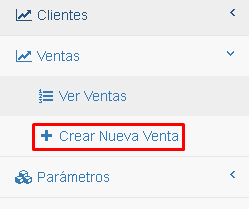 Clientes
Ventas
Ver Ventas
Crear Nueva Venta
Parámetros